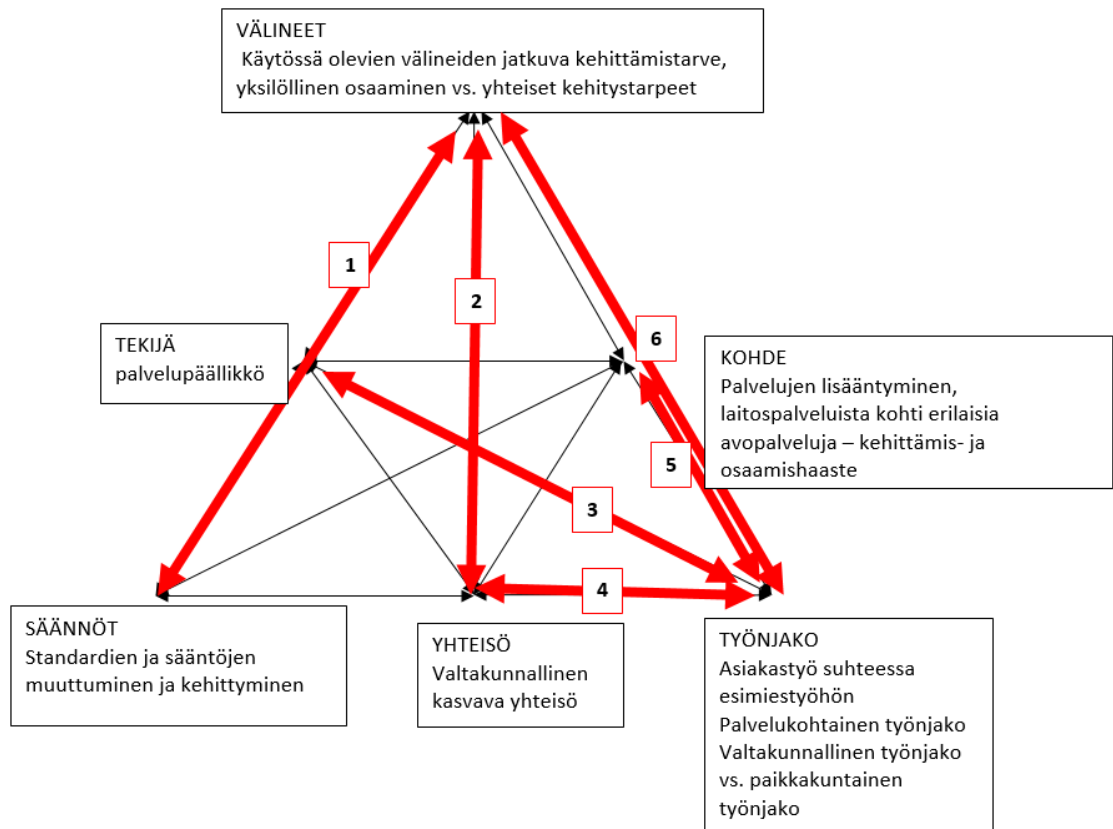 VÄLINEET
Käytössä olevien välineiden jatkuva kehittämistarve,
yksilöllinen osaaminen vs. yhteiset kehitystarpeet
1
2
TEKIJÄ
palvelupäällikkö
6
KOHDE
Palvelujen lisääntyminen,
laitospalveluista kohti erilaisia
avopalveluja – kehittämis- ja
osaamishaaste
5
3
4
SÄÄNNÖT
Standardien ja sääntöjen
muuttuminen ja kehittyminen
YHTEISÖ
Valtakunnallinen
kasvava yhteisö
TYÖNJAKO
Asiakastyö suhteessa
esimiestyöhön
Palvelukohtainen työnjako
Valtakunnallinen työnjako
vs. paikkakuntainen
työnjako